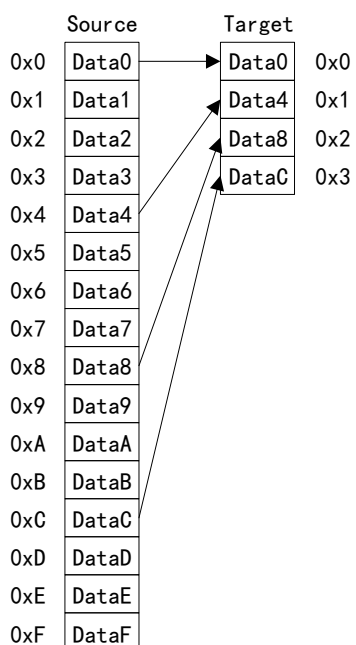 Source Target
0x0 Data0 Data0 0x0
0x1 Data1 Data4 0x1
0x2 Data2 Data8 0x2
0x3 Data3 DataC 0x3
0x4 Data4
0x5 Data5
0x6 Data6
0x7 Data7
0x8 Data8
0x9 Data9
0xA DataA
0xB DataB
0xC DataC
0xD DataD
0xE DataE
0xF DataF